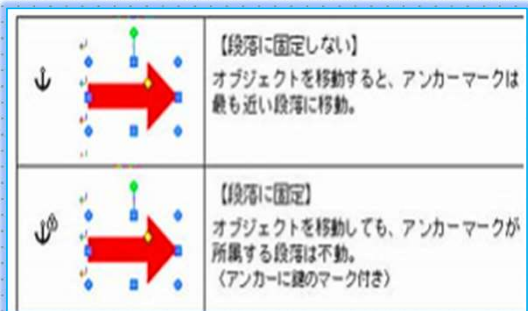 【段落に固定しない】
オブジェクトを移動すると、アンカーマークは
最も近い段落に移動。
【段落に固定】
オブジェクトを移動しても、アンカーマークが
所属する段落は不動。
（アンカーに鍵のマーク付き）